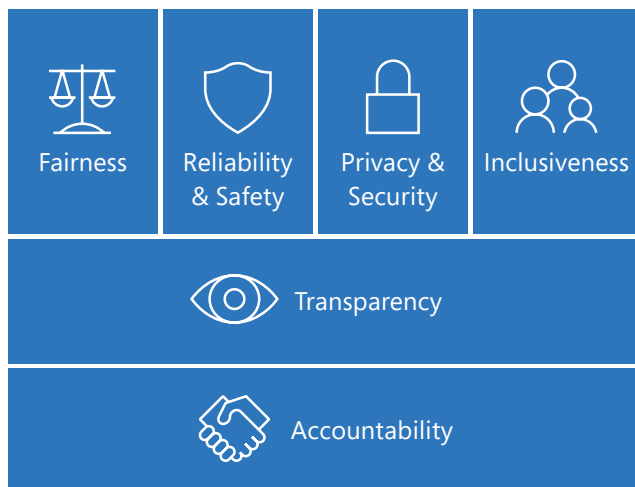 Fairness
Reliability
& Safety
Privacy &
Security
Inclusiveness
Transparency
Accountability